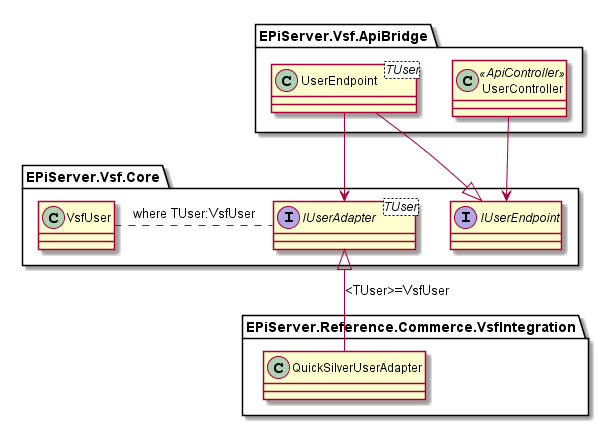 EPiServer.Vsf.ApiBridge
C
UserEndpoint
TUser
C
«ApiController»
UserController
EPiServer.Vsf.Core
C
VsfUser
where TUser:VsfUser
I
IUserAdapter
TUser
I
IUserEndpoint
<TUser>=VsfUser
EPiServer.Reference.Commerce.VsfIntegration
C
QuickSilverUserAdapter